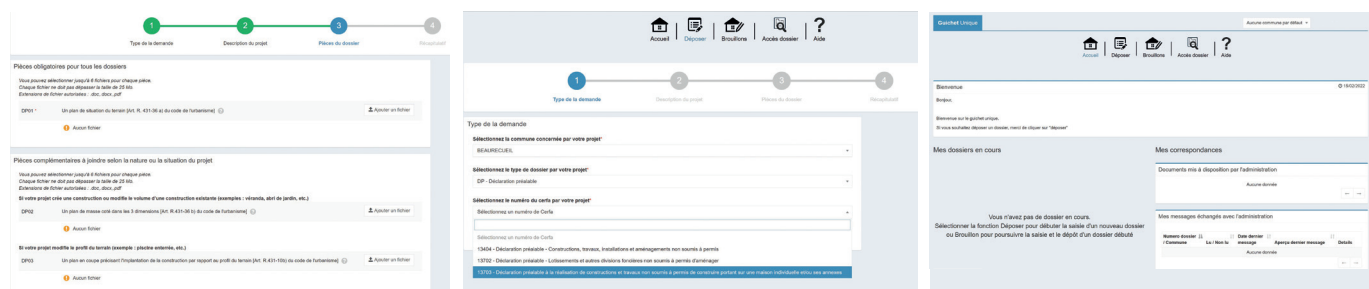 1
2
3
4
Type de la demande
Description du projet
Pièces du dossier
Récapitulatif
Pièces obligatoires pour tous les dossiers
Vous pouvez sélectionner jusqu'à 6 fichiers pour chaque pièce.
Chaque fichier ne doit pas dépasser la taille de 25 Mo.
Extensions de fichier autorisées : .doc, .docx, .pdf
DP01 * Un plan de situation du terrain [Art. R. 431-36 a) du code de l'urbanisme] Ajouter un fichier
Aucun fichier
Pièces complémentaires à joindre selon la nature ou la situation du projet
Vous pouvez sélectionner jusqu'à 6 fichiers pour chaque pièce.
Chaque fichier ne doit pas dépasser la taille de 25 Mo.
Extensions de fichier autorisées : .doc, .docx, .pdf
Si votre projet crée une construction ou modifie le volume d'une construction existante (exemples : véranda, abri de jardin, etc.)
DP02 Un plan de masse coté dans les 3 dimensions [Art. R.431-36 b) du code de l'urbanisme] Ajouter un fichier
Aucun fichier
Si votre projet modifie le profil du terrain (exemple : piscine enterrée, etc.)
DP03 Un plan en coupe précisant l'implantation de la construction par rapport au profil du terrain [Art. R.431-10b) du code de l'urbanisme] Ajouter un fichier
Aucun fichier
Accueil
Déposer
Brouillons
Accès dossier
?
Aide
1
2
3
4
Type de la demande
Description du projet
Pièces du dossier
Récapitulatif
Type de la demande
Sélectionnez la commune concernée par votre projet*
BEAURECUEIL
Sélectionnez le type de dossier par votre projet*
DP - Déclaration préalable
Sélectionnez le numéro du cerfa par votre projet*
Sélectionnez un numéro de Cerfa
Sélectionnez un numéro de Cerfa
13404 - Déclaration préalable - Constructions, travaux, installations et aménagements non soumis à permis
13702 - Déclaration préalable - Lotissements et autres divisions foncières non soumis à permis d'aménager
13703 - Déclaration préalable à la réalisation de constructions et travaux non soumis à permis de construire portant sur une maison individuelle et/ou ses annexes
Guichet Unique
Aucune commune par défaut
Accueil
Déposer
Brouillons
Accès dossier
?
Aide
Bienvenue
18/02/2022
Bonjour,
Bienvenue sur le guichet unique.
Si vous souhaitez déposer un dossier, merci de cliquer sur "déposer"
Mes dossiers en cours
Vous n'avez pas de dossier en cours.
Sélectionner la fonction Déposer pour débuter la saisie d'un nouveau dossier
ou Brouillon pour poursuivre la saisie et le dépôt d'un dossier débuté
Mes correspondances
Documents mis à disposition par l'administration
Aucune donnée
← →
Mes messages échangés avec l'administration
Numero dossier / Commune
Lu / Non lu
Date dernier message
Aperçu dernier message
Détails
Aucune donnée
← →